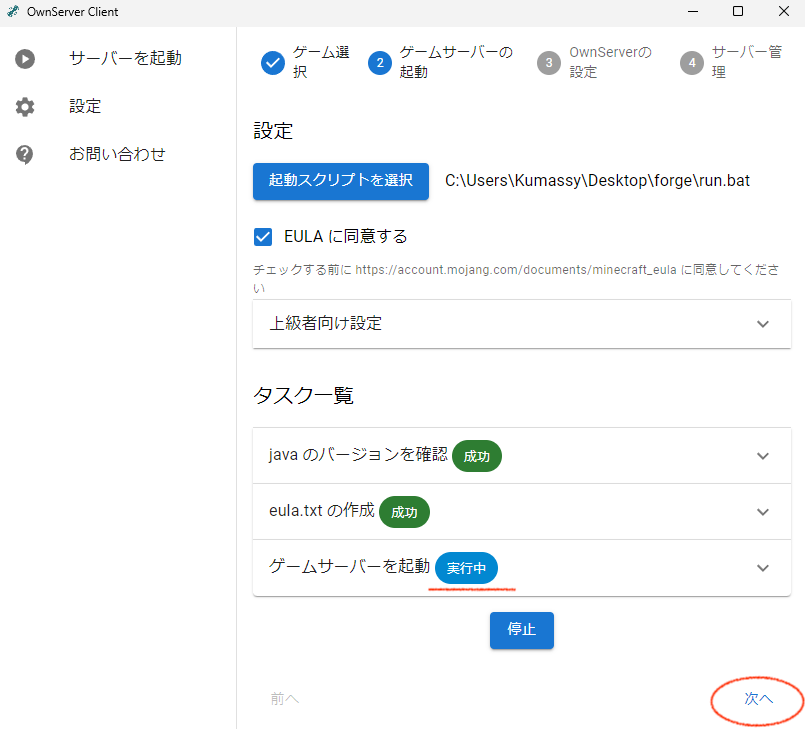 OwnServer Client
サーバーを起動
設定
お問い合わせ
ゲーム選
択
2
ゲームサーバーの
起動
3
OwnServerの
設定
4
サーバー管
理
設定
起動スクリプトを選択
C:\Users\Kumassy\Desktop\forge\run.bat
EULA に同意する
チェックする前に https://account.mojang.com/documents/minecraft_eula に同意してくださ
い
上級者向け設定
タスク一覧
java のバージョンを確認 成功
eula.txt の作成 成功
ゲームサーバーを起動 実行中
停止
前へ
次へ